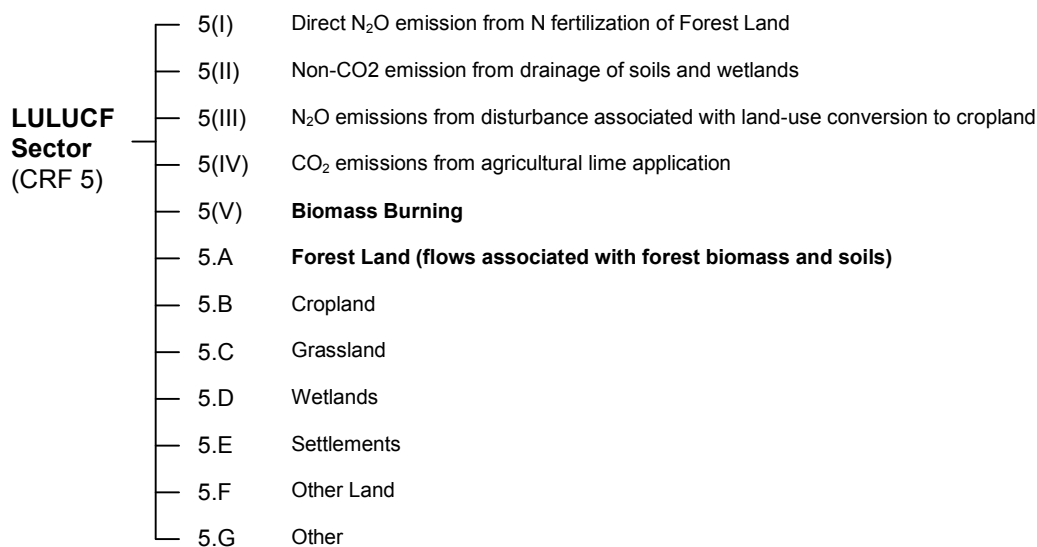 5(I) Direct N₂O emission from N fertilization of Forest Land
5(II) Non-CO2 emission from drainage of soils and wetlands
LULUCF
Sector
(CRF 5)
5(III) N₂O emissions from disturbance associated with land-use conversion to cropland
5(IV) CO₂ emissions from agricultural lime application
5(V) Biomass Burning
5.A Forest Land (flows associated with forest biomass and soils)
5.B Cropland
5.C Grassland
5.D Wetlands
5.E Settlements
5.F Other Land
5.G Other